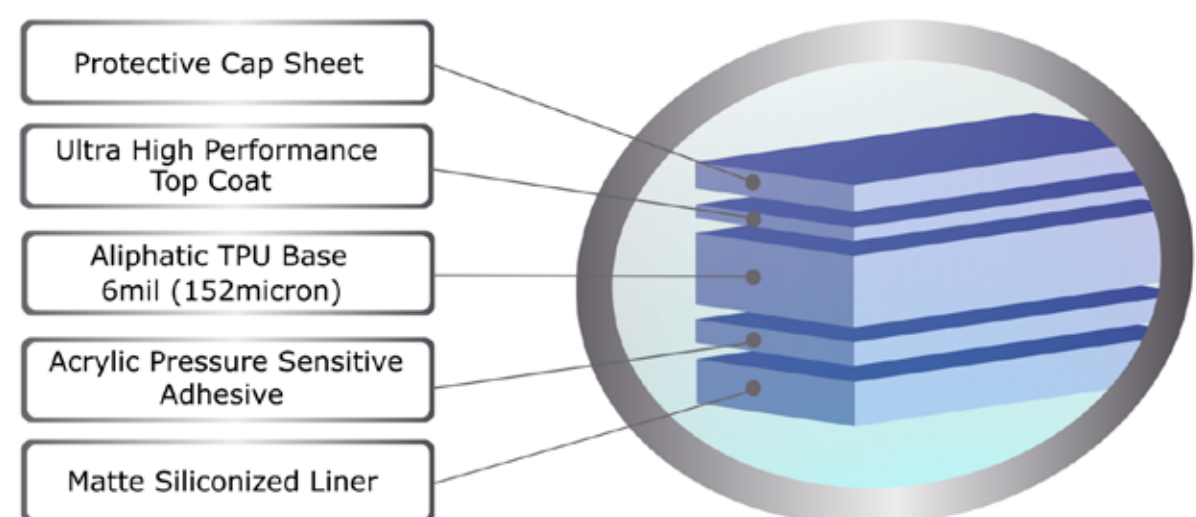 Protective Cap Sheet
Ultra High Performance
Top Coat
Aliphatic TPU Base
6mil (152micron)
Acrylic Pressure Sensitive
Adhesive
Matte Siliconized Liner